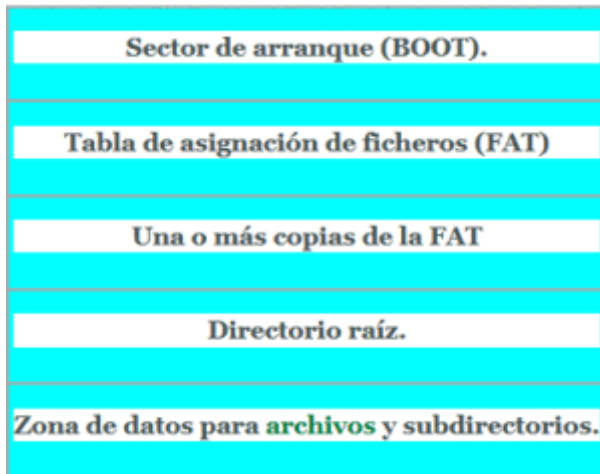 Sector de arranque (BOOT).
Tabla de asignación de ficheros (FAT)
Una o más copias de la FAT
Directorio raíz.
Zona de datos para archivos y subdirectorios.